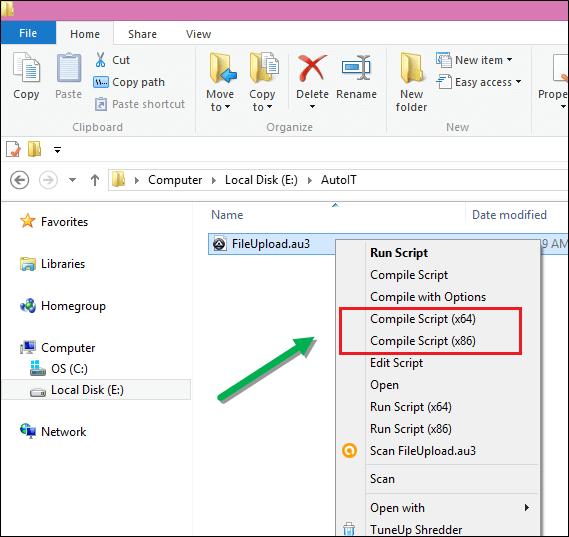 File
Home
Share
View
Copy
Paste
Cut
Copy path
Paste shortcut
Move to
Copy to
Delete
Rename
New folder
New item
Easy access
Clipboard
Organize
New
Computer
Local Disk (E:)
AutoIT
Name
Date modified
Favorites
Libraries
Homegroup
Computer
OS (C:)
Local Disk (E:)
Network
FileUpload.au3
9 AM
Run Script
Compile Script
Compile with Options
Compile Script (x64)
Compile Script (x86)
Edit Script
Open
Run Script (x64)
Run Script (x86)
Scan FileUpload.au3
Scan
Open with
TuneUp Shredder